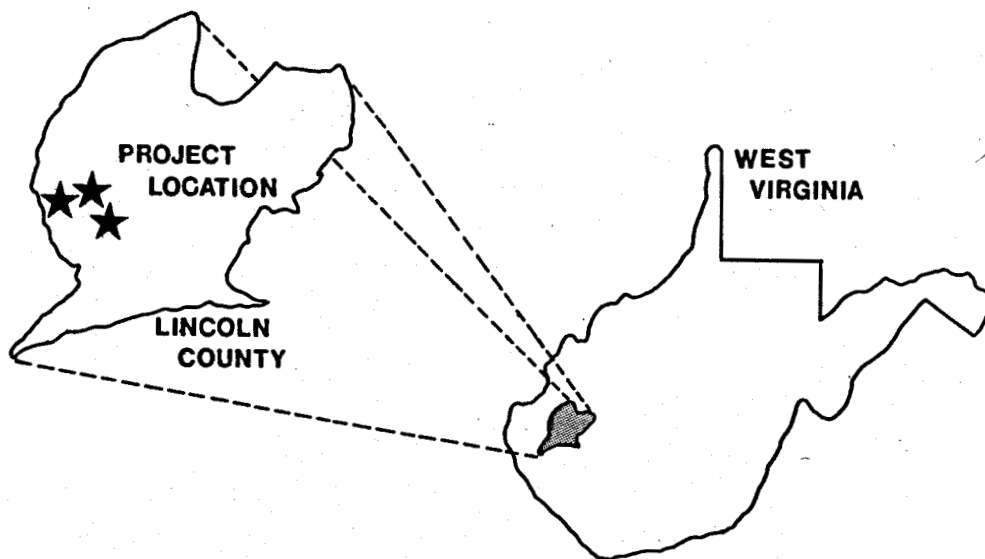 PROJECT
LOCATION
LINCOLN
COUNTY
WEST
VIRGINIA